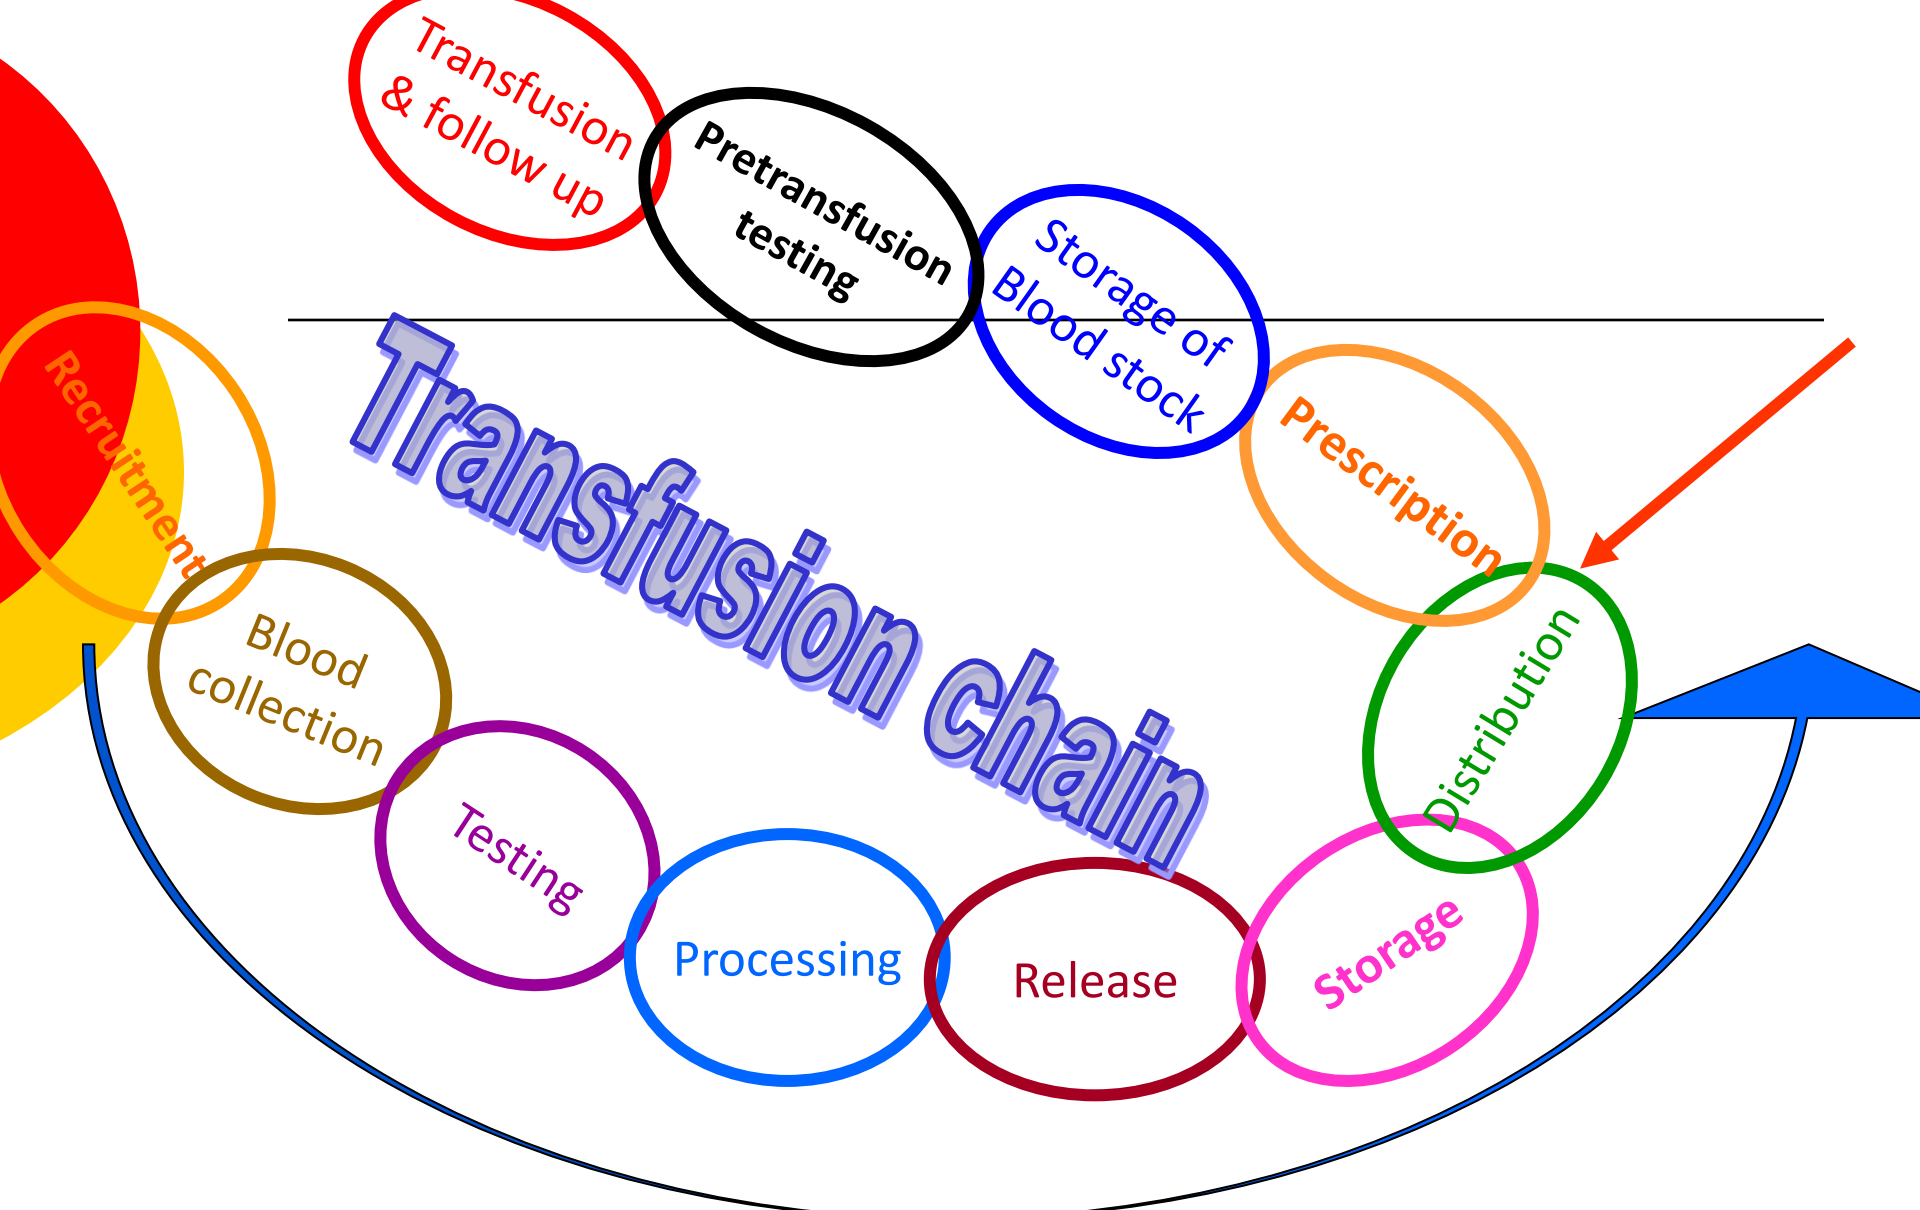 Transfusion
& follow up
Pretransfusion
testing
Storage of
Blood stock
Prescription
Recruitment
Transfusion chain
Blood
collection
Distribution
Testing
Processing
Release
Storage